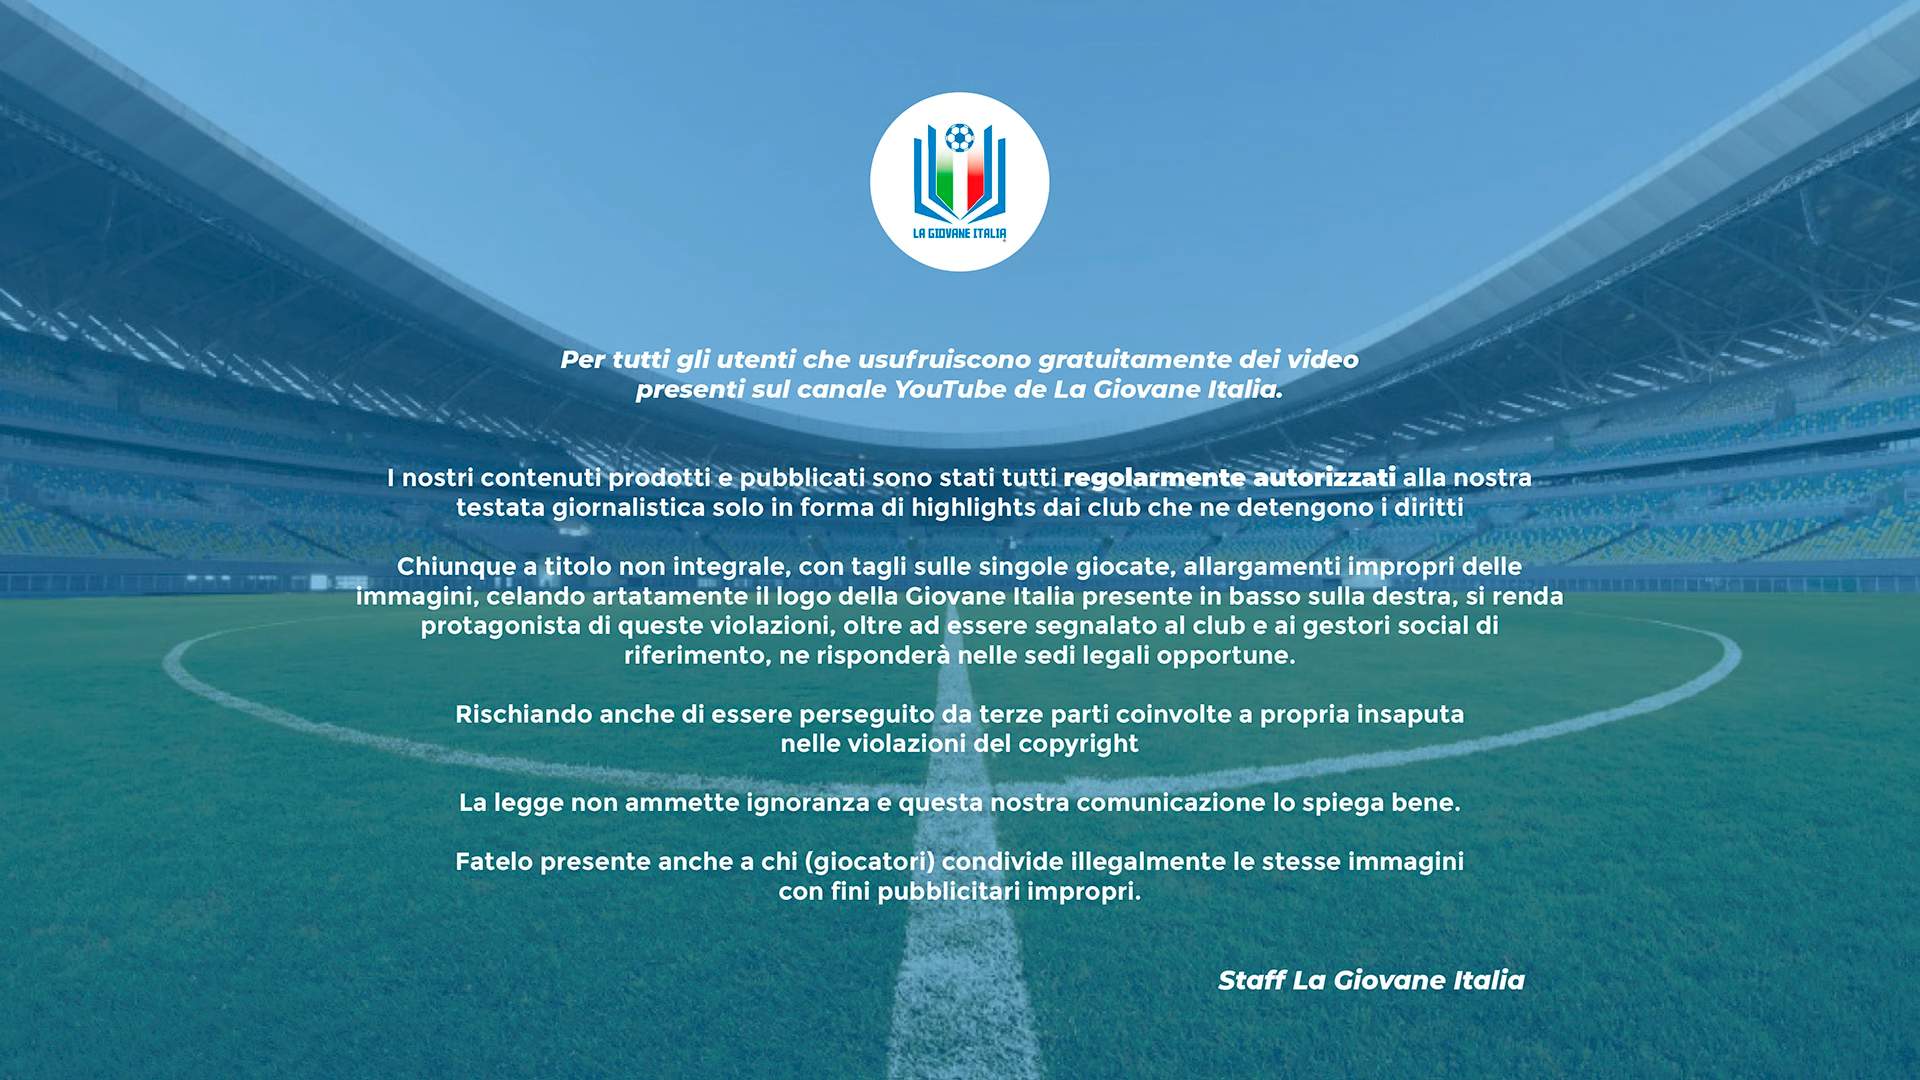 LA GIOVANE ITALIA
Per tutti gli utenti che usufruiscono gratuitamente dei video
presenti sul canale YouTube de La Giovane Italia.
I nostri contenuti prodotti e pubblicati sono stati tutti regolarmente autorizzati alla nostra
testata giornalistica solo in forma di highlights dai club che ne detengono i diritti
Chiunque a titolo non integrale, con tagli sulle singole giocate, allargamenti impropri delle
immagini, celando artatamente il logo della Giovane Italia presente in basso sulla destra, si renda
protagonista di queste violazioni, oltre ad essere segnalato al club e ai gestori social di
riferimento, ne risponderà nelle sedi legali opportune.
Rischiando anche di essere perseguito da terze parti coinvolte a propria insaputa
nelle violazioni del copyright
La legge non ammette ignoranza e questa nostra comunicazione lo spiega bene.
Fatelo presente anche a chi (giocatori) condivide illegalmente le stesse immagini
con fini pubblicitari impropri.
Staff La Giovane Italia